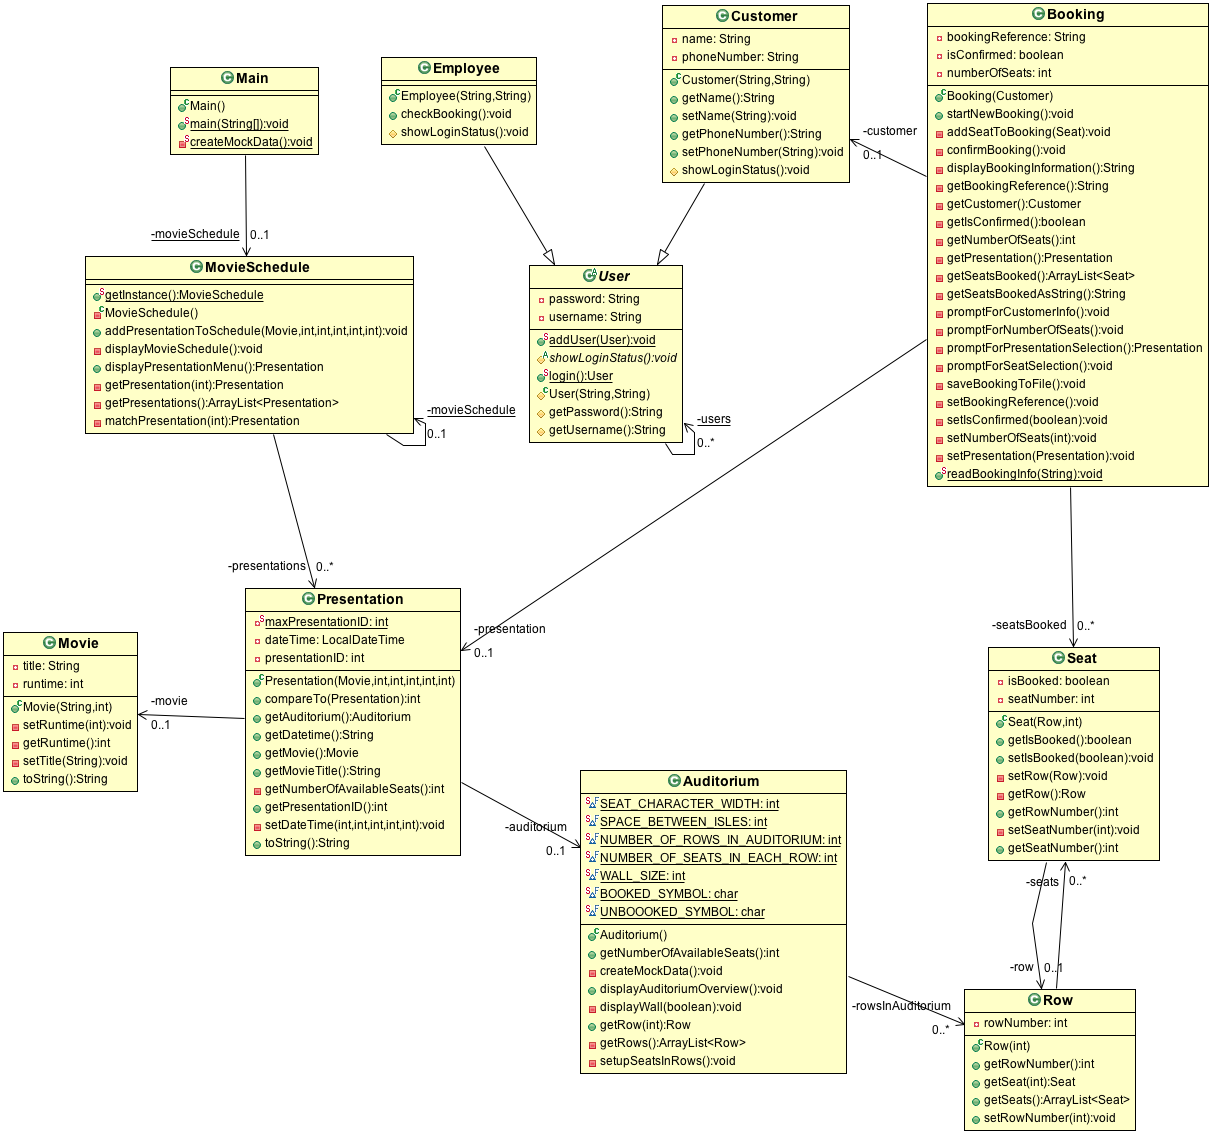 Main
Main()
main(String[]):void
createMockData():void
Employee
Employee(String,String)
checkBooking():void
showLoginStatus():void
Customer
name: String
phoneNumber: String
Customer(String,String)
getName():String
setName(String):void
getPhoneNumber():String
setPhoneNumber(String):void
showLoginStatus():void
Booking
bookingReference: String
isConfirmed: boolean
numberOfSeats: int
Booking(Customer)
startNewBooking():void
addSeatToBooking(Seat):void
confirmBooking():void
displayBookingInformation():String
getBookingReference():String
getCustomer():Customer
getIsConfirmed():boolean
getNumberOfSeats():int
getPresentation():Presentation
getSeatsBooked():ArrayList<Seat>
getSeatsBookedAsString():String
promptForCustomerInfo():void
promptForNumberOfSeats():void
promptForPresentationSelection():Presentation
promptForSeatSelection():void
saveBookingToFile():void
setBookingReference():void
setIsConfirmed(boolean):void
setNumberOfSeats(int):void
setPresentation(Presentation):void
readBookingInfo(String):void
-customer
0..1
-movieSchedule
0..1
MovieSchedule
getInstance():MovieSchedule
MovieSchedule()
addPresentationToSchedule(Movie,int,int,int,int,int):void
displayMovieSchedule():void
displayPresentationMenu():Presentation
getPresentation(int):Presentation
getPresentations():ArrayList<Presentation>
matchPresentation(int):Presentation
-movieSchedule
0..1
User
password: String
username: String
addUser(User):void
showLoginStatus():void
login():User
User(String,String)
getPassword():String
getUsername():String
-users
0..*
-presentations
0..*
Presentation
maxPresentationID: int
dateTime: LocalDateTime
presentationID: int
Presentation(Movie,int,int,int,int,int)
compareTo(Presentation):int
getAuditorium():Auditorium
getDatetime():String
getMovie():Movie
getMovieTitle():String
getNumberOfAvailableSeats():int
getPresentationID():int
setDateTime(int,int,int,int,int):void
toString():String
-presentation
0..1
Movie
title: String
runtime: int
Movie(String,int)
setRuntime(int):void
getRuntime():int
setTitle(String):void
toString():String
-movie
0..1
-seatsBooked
0..*
Seat
isBooked: boolean
seatNumber: int
Seat(Row,int)
getIsBooked():boolean
setIsBooked(boolean):void
setRow(Row):void
getRow():Row
getRowNumber():int
setSeatNumber(int):void
getSeatNumber():int
-auditorium
0..1
Auditorium
SEAT_CHARACTER_WIDTH: int
SPACE_BETWEEN_ISLES: int
NUMBER_OF_ROWS_IN_AUDITORIUM: int
NUMBER_OF_SEATS_IN_EACH_ROW: int
WALL_SIZE: int
BOOKED_SYMBOL: char
UNBOOOKED_SYMBOL: char
Auditorium()
getNumberOfAvailableSeats():int
createMockData():void
displayAuditoriumOverview():void
displayWall(boolean):void
getRow(int):Row
getRows():ArrayList<Row>
setupSeatsInRows():void
-seats
0..*
-row
0..1
-rowsInAuditorium
0..*
Row
rowNumber: int
Row(int)
getRowNumber():int
getSeat(int):Seat
getSeats():ArrayList<Seat>
setRowNumber(int):void